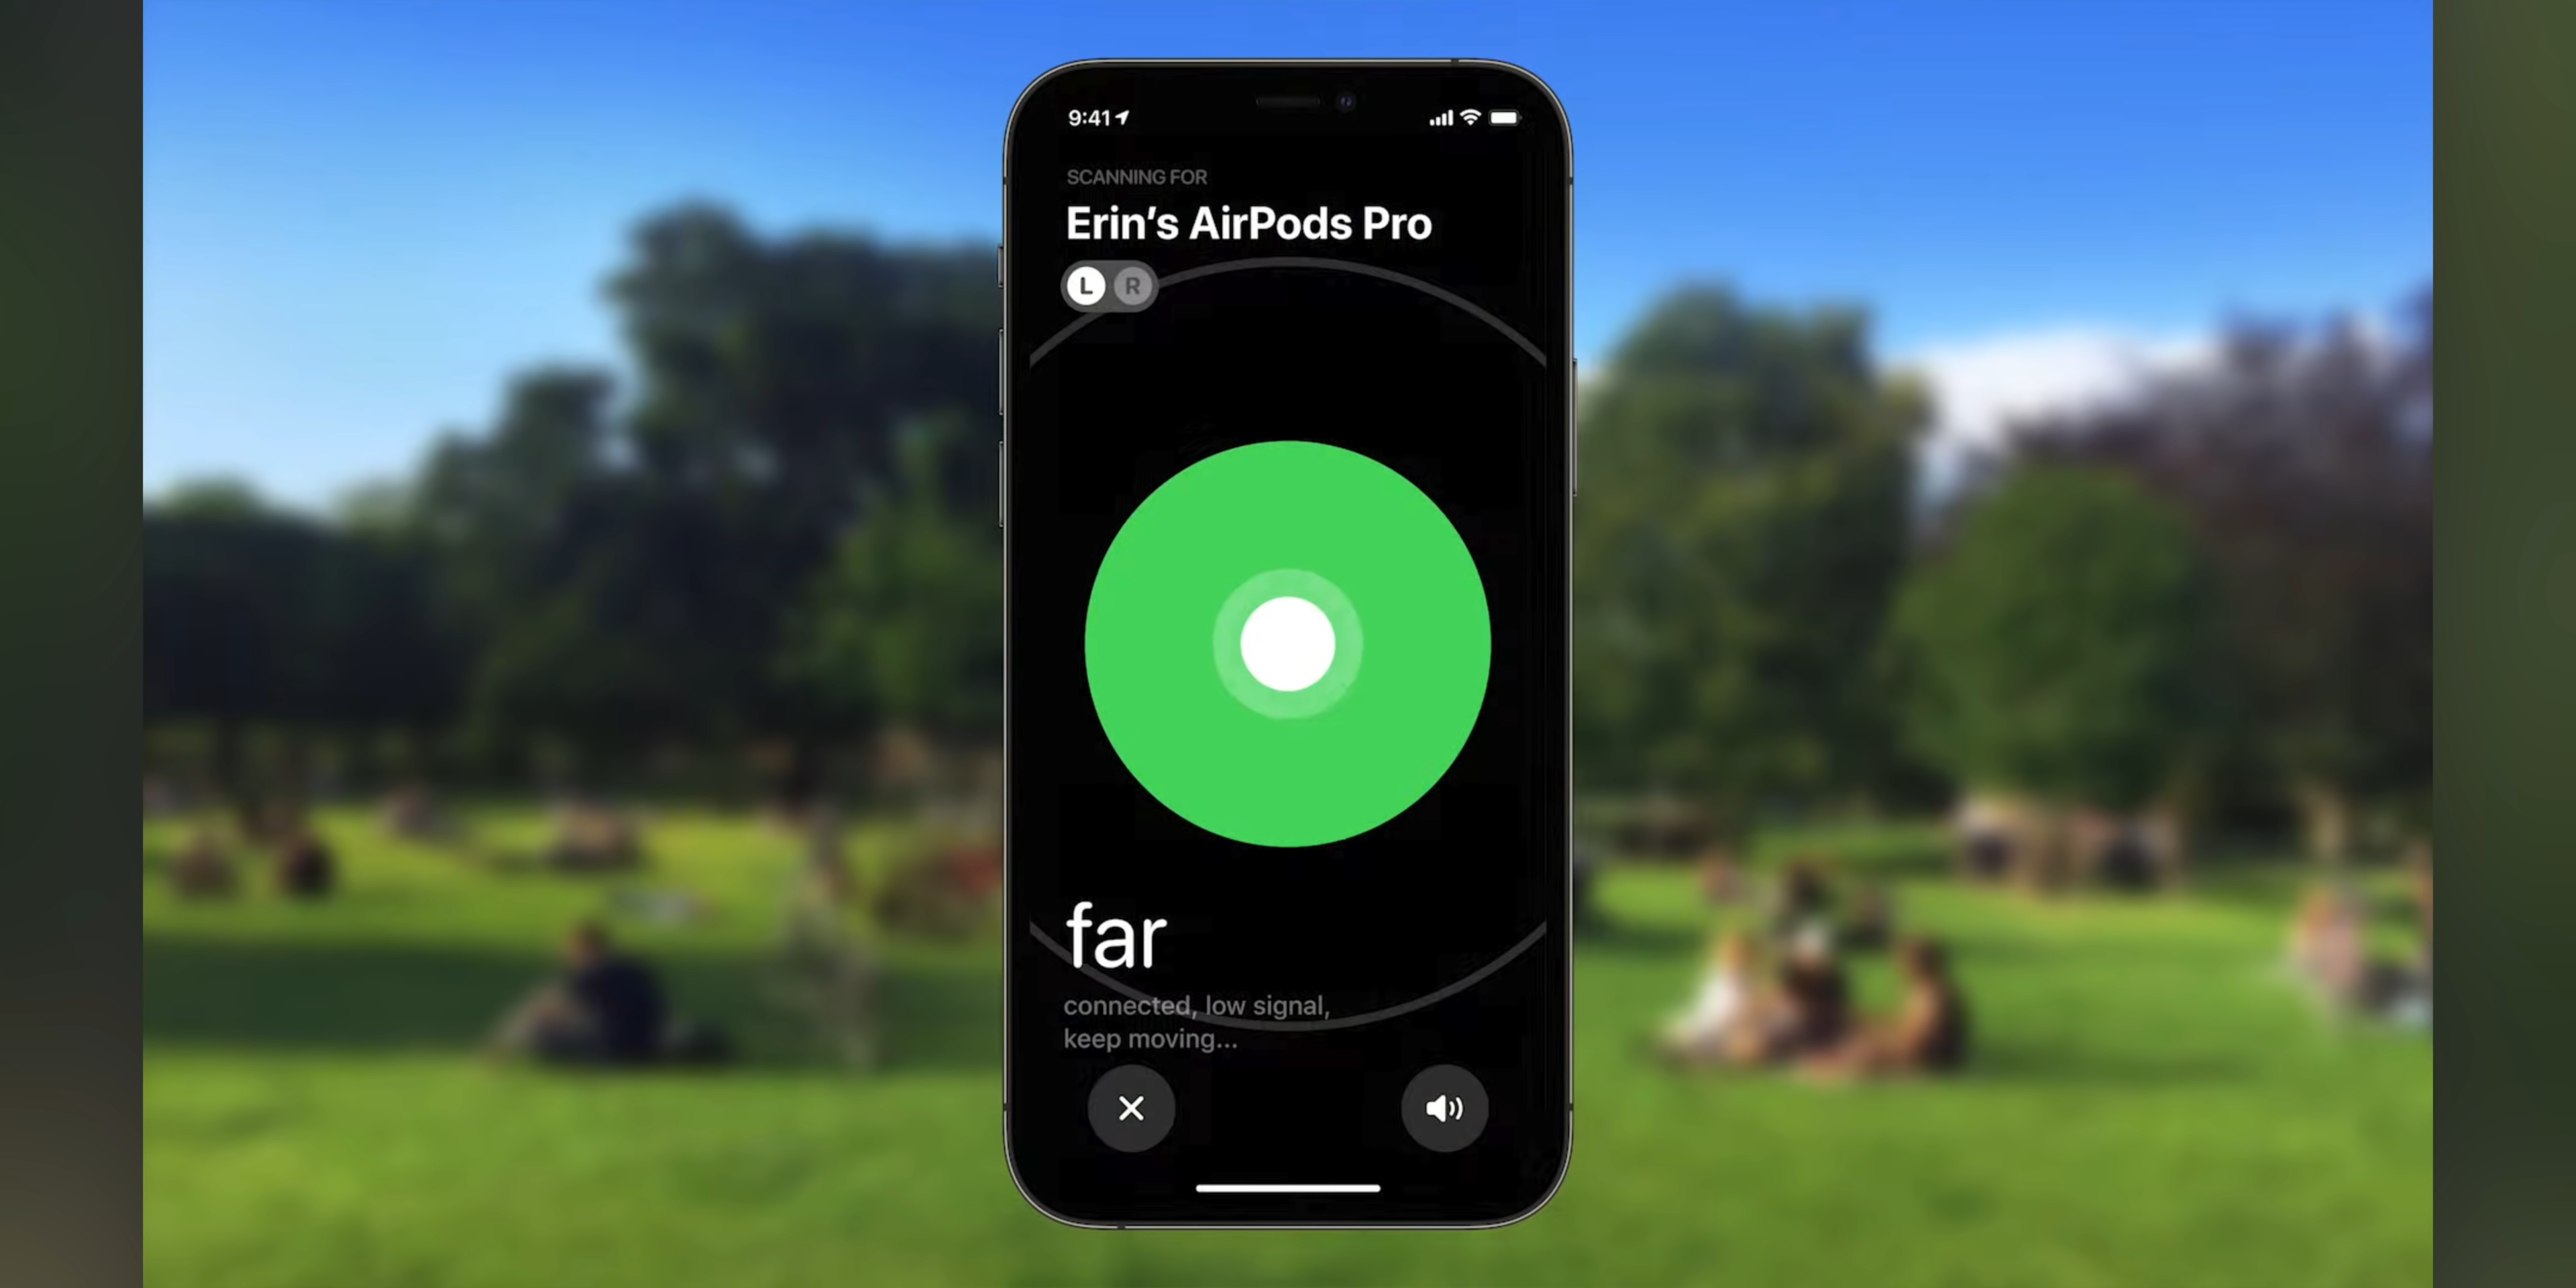 9:41
SCANNING FOR
Erin’s AirPods Pro
L R
far
connected, low signal,
keep moving...